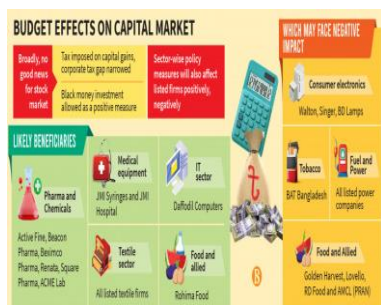 BUDGET EFFECTS ON CAPITAL MARKET
Broadly, no
good news
for stock
market
Tax imposed on capital gains,
corporate tax gap narrowed
Black money investment
allowed as a positive measure
Sector-wise policy
measures will also affect
listed firms positively,
negatively
LIKELY BENEFICIARIES
Pharma and
Chemicals
Active Fine, Beacon
Pharma, Beximco
Pharma, Renata, Square
Pharma, ACME Lab
Medical
equipment
JMI Syringes and JMI
Hospital
IT
sector
Daffodil Computers
Textile
sector
All listed textile firms
Food and
allied
Rohima Food
WHICH MAY FACE NEGATIVE
IMPACT
Consumer electronics
Walton, Singer, BD Lamps
Tobacco
BAT Bangladesh
Fuel and
Power
All listed power
companies
Food and Allied
Golden Harvest, Lovello,
RD Food and AMCL (PRAN)